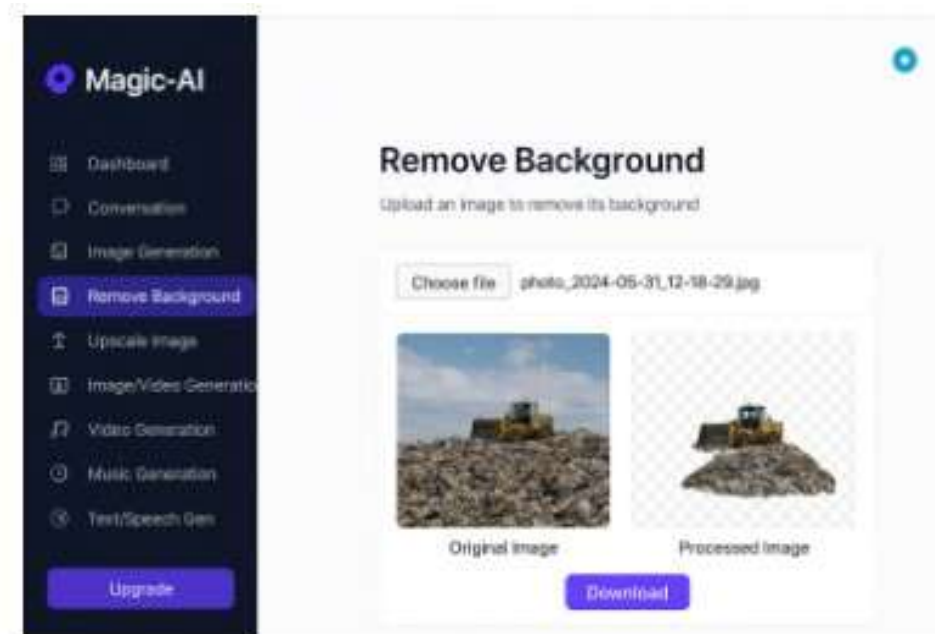 Magic-AI
Dashboard
Conversation
Image Generation
Remove Background
Upscale Image
Image/Video Generatio
Video Generation
Music Generation
Text/Speech Gen
Upgrade
Remove Background
Upload an image to remove its background
Choose file photo_2024-05-31_12-18-29.jpg
Original Image
Processed Image
Download